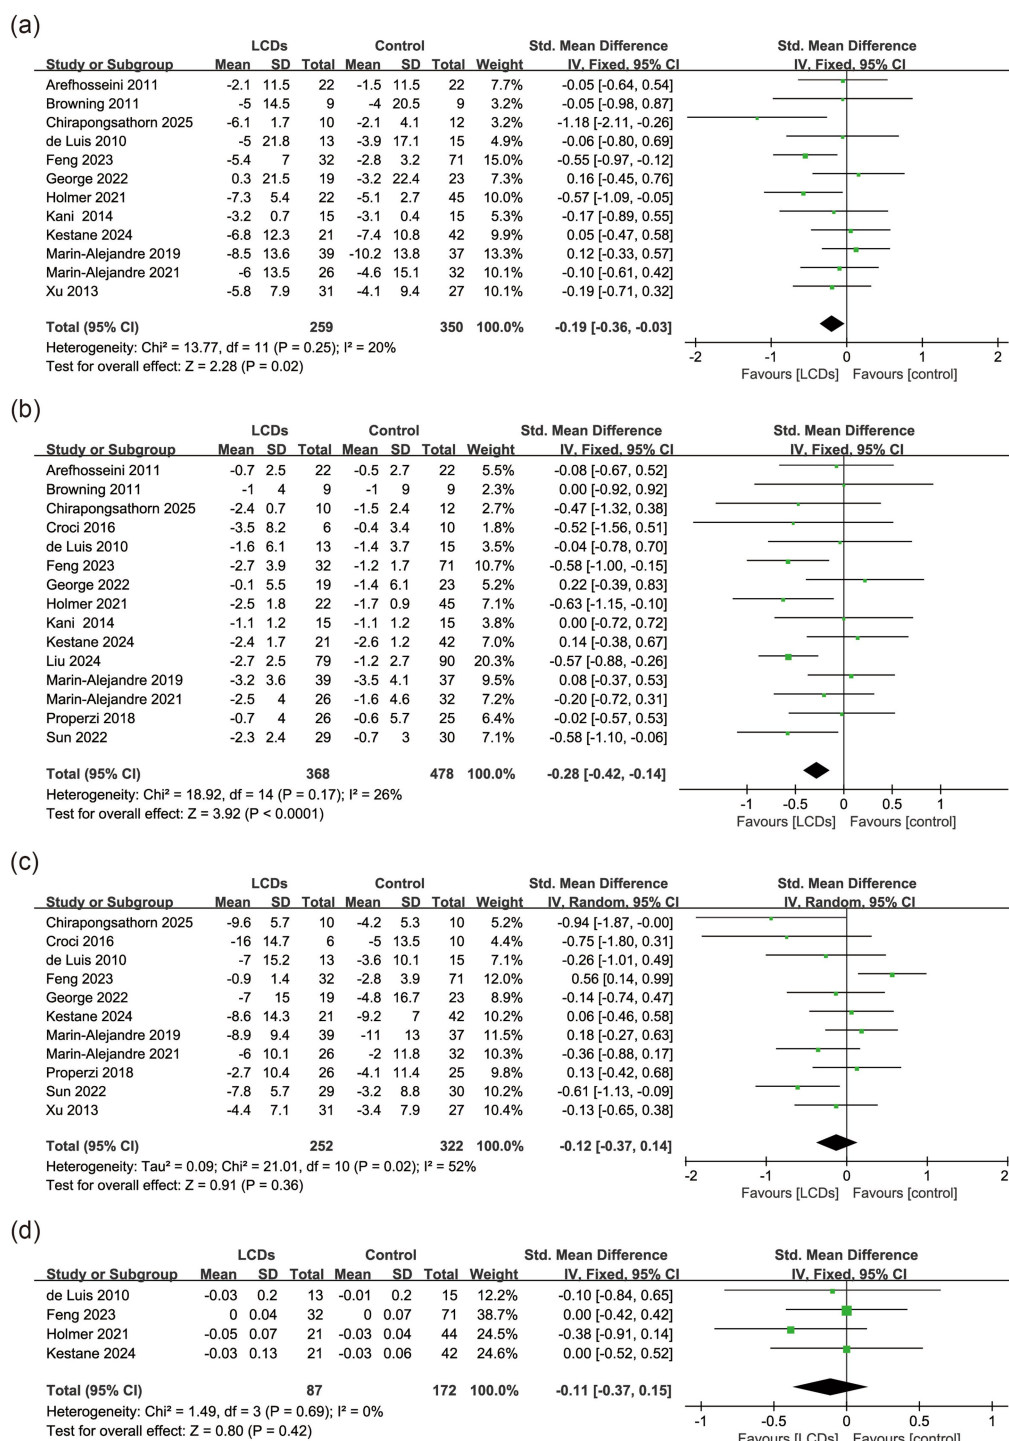 (a)
LCDs Control Std. Mean Difference Std. Mean Difference
Study or Subgroup Mean SD Total Mean SD Total Weight IV, Fixed, 95% CI IV, Fixed, 95% CI
Arefhosseini 2011 -2.1 11.5 22 -1.5 11.5 22 7.7% -0.05 [-0.64, 0.54]
Browning 2011 -5 14.5 9 -4 20.5 9 3.2% -0.05 [-0.98, 0.87]
Chirapongsathorn 2025 -6.1 1.7 10 -2.1 4.1 12 3.2% -1.18 [-2.11, -0.26]
de Luis 2010 -5 21.8 13 -3.9 17.1 15 4.9% -0.06 [-0.80, 0.69]
Feng 2023 -5.4 7 32 -2.8 3.2 71 15.0% -0.55 [-0.97, -0.12]
George 2022 0.3 21.5 19 -3.2 22.4 23 7.3% 0.16 [-0.45, 0.76]
Holmer 2021 -7.3 5.4 22 -5.1 2.7 45 10.0% -0.57 [-1.09, -0.05]
Kani 2014 -3.2 0.7 15 -3.1 0.4 15 5.3% -0.17 [-0.89, 0.55]
Kestane 2024 -6.8 12.3 21 -7.4 10.8 42 9.9% 0.05 [-0.47, 0.58]
Marin-Alejandre 2019 -8.5 13.6 39 -10.2 13.8 37 13.3% 0.12 [-0.33, 0.57]
Marin-Alejandre 2021 -6 13.5 26 -4.6 15.1 32 10.1% -0.10 [-0.61, 0.42]
Xu 2013 -5.8 7.9 31 -4.1 9.4 27 10.1% -0.19 [-0.71, 0.32]
Total (95% CI) 259 350 100.0% -0.19 [-0.36, -0.03]
Heterogeneity: Chi² = 13.77, df = 11 (P = 0.25); I² = 20%
Test for overall effect: Z = 2.28 (P = 0.02)
-1 0 1 2
Favours [LCDs] Favours [control]
(b)
LCDs Control Std. Mean Difference Std. Mean Difference
Study or Subgroup Mean SD Total Mean SD Total Weight IV, Fixed, 95% CI IV, Fixed, 95% CI
Arefhosseini 2011 -0.7 2.5 22 -0.5 2.7 22 5.5% -0.08 [-0.67, 0.52]
Browning 2011 -1 4 9 -1 9 9 2.3% 0.00 [-0.92, 0.92]
Chirapongsathorn 2025 -2.4 0.7 10 -1.5 2.4 12 2.7% -0.47 [-1.32, 0.38]
Croci 2016 -3.5 8.2 6 -0.4 3.4 10 1.8% -0.52 [-1.56, 0.51]
de Luis 2010 -1.6 6.1 13 -1.4 3.7 15 3.5% -0.04 [-0.78, 0.70]
Feng 2023 -2.7 3.9 32 -1.2 1.7 71 10.7% -0.58 [-1.00, -0.15]
George 2022 -0.1 5.5 19 -1.4 6.1 23 5.2% 0.22 [-0.39, 0.83]
Holmer 2021 -2.5 1.8 22 -1.7 0.9 45 7.1% -0.63 [-1.15, -0.10]
Kani 2014 -1.1 1.2 15 -1.1 1.2 15 3.8% 0.00 [-0.72, 0.72]
Kestane 2024 -2.4 1.7 21 -2.6 1.2 42 7.0% 0.14 [-0.38, 0.67]
Liu 2024 -2.7 2.5 79 -1.2 2.7 90 20.3% -0.57 [-0.88, -0.26]
Marin-Alejandre 2019 -3.2 3.6 39 -3.5 4.1 37 9.5% 0.08 [-0.37, 0.53]
Marin-Alejandre 2021 -2.5 4 26 -1.6 4.6 32 7.2% -0.20 [-0.72, 0.31]
Properzi 2018 -0.7 4 26 -0.6 5.7 25 6.4% -0.02 [-0.57, 0.53]
Sun 2022 -2.3 2.4 29 -0.7 3 30 7.1% -0.58 [-1.10, -0.06]
Total (95% CI) 368 478 100.0% -0.28 [-0.42, -0.14]
Heterogeneity: Chi² = 18.92, df = 14 (P = 0.17); I² = 26%
Test for overall effect: Z = 3.92 (P < 0.0001)
-1 -0.5 0 0.5 1
Favours [LCDs] Favours [control]
(c)
LCDs Control Std. Mean Difference Std. Mean Difference
Study or Subgroup Mean SD Total Mean SD Total Weight IV, Random, 95% CI IV, Random, 95% CI
Chirapongsathorn 2025 -9.6 5.7 10 -4.2 5.3 10 5.2% -0.94 [-1.87, -0.00]
Croci 2016 -16 14.7 6 -5 13.5 10 4.4% -0.75 [-1.80, 0.31]
de Luis 2010 -7 15.2 13 -3.6 10.1 15 7.1% -0.26 [-1.01, 0.49]
Feng 2023 -0.9 1.4 32 -2.8 3.9 71 12.0% 0.56 [0.14, 0.99]
George 2022 -7 15 19 -4.8 16.7 23 8.9% -0.14 [-0.74, 0.47]
Kestane 2024 -8.6 14.3 21 -9.2 7 42 10.2% 0.06 [-0.46, 0.58]
Marin-Alejandre 2019 -8.9 9.4 39 -11 13 37 11.5% 0.18 [-0.27, 0.63]
Marin-Alejandre 2021 -6 10.1 26 -2 11.8 32 10.3% -0.36 [-0.88, 0.17]
Properzi 2018 -2.7 10.4 26 -4.1 11.4 25 9.8% 0.13 [-0.42, 0.68]
Sun 2022 -7.8 5.7 29 -3.2 8.8 30 10.2% -0.61 [-1.13, -0.09]
Xu 2013 -4.4 7.1 31 -3.4 7.9 27 10.4% -0.13 [-0.65, 0.38]
Total (95% CI) 252 322 100.0% -0.12 [-0.37, 0.14]
Heterogeneity: Tau² = 0.09; Chi² = 21.01, df = 10 (P = 0.02); I² = 52%
Test for overall effect: Z = 0.91 (P = 0.36)
-2 -1 0 1 2
Favours [LCDs] Favours [control]
(d)
LCDs Control Std. Mean Difference Std. Mean Difference
Study or Subgroup Mean SD Total Mean SD Total Weight IV, Fixed, 95% CI IV, Fixed, 95% CI
de Luis 2010 -0.03 0.2 13 -0.01 0.2 15 12.2% -0.10 [-0.84, 0.65]
Feng 2023 0 0.04 32 0 0.07 71 38.7% 0.00 [-0.42, 0.42]
Holmer 2021 -0.05 0.07 21 -0.03 0.04 44 24.5% -0.38 [-0.91, 0.14]
Kestane 2024 -0.03 0.13 21 -0.03 0.06 42 24.6% 0.00 [-0.52, 0.52]
Total (95% CI) 87 172 100.0% -0.11 [-0.37, 0.15]
Heterogeneity: Chi² = 1.49, df = 3 (P = 0.69); I² = 0%
Test for overall effect: Z = 0.80 (P = 0.42)
-1 -0.5 0 0.5 1
Favours [LCDs] Favours [control]